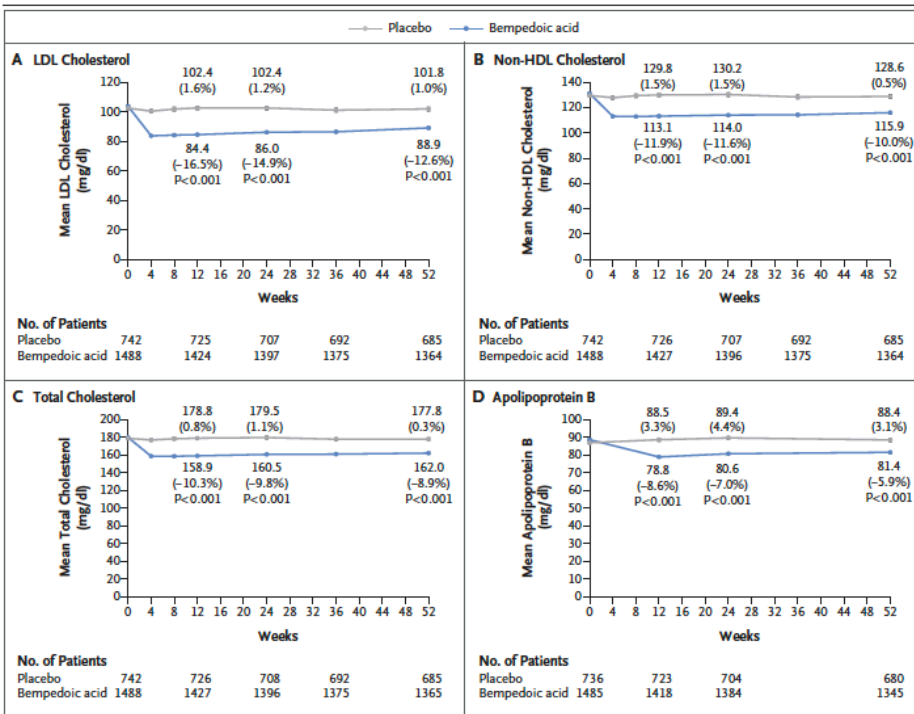 Placebo Bempedoic acid
A LDL Cholesterol
102.4 102.4 101.8
(1.6%) (1.2%) (1.0%)
Mean LDL Cholesterol
(mg/dl)
120
100
80
60
40
20
0
84.4 86.0 88.9
(−16.5%) (−14.9%) (−12.6%)
P<0.001 P<0.001 P<0.001
0 4 8 12 16 20 24 28 32 36 40 44 48 52
Weeks
No. of Patients
Placebo 742 725 707 692 685
Bempedoic acid 1488 1424 1397 1375 1364
B Non-HDL Cholesterol
129.8 130.2 128.6
(1.5%) (1.5%) (0.5%)
Mean Non-HDL Cholesterol
(mg/dl)
140
120
100
80
60
40
20
0
113.1 114.0 115.9
(−11.9%) (−11.6%) (−10.0%)
P<0.001 P<0.001 P<0.001
0 4 8 12 16 20 24 28 32 36 40 44 48 52
Weeks
No. of Patients
Placebo 742 726 707 692 685
Bempedoic acid 1488 1427 1396 1375 1364
C Total Cholesterol
178.8 179.5 177.8
(0.8%) (1.1%) (0.3%)
Mean Total Cholesterol
(mg/dl)
200
180
160
140
120
100
80
60
40
20
0
158.9 160.5 162.0
(−10.3%) (−9.8%) (−8.9%)
P<0.001 P<0.001 P<0.001
0 4 8 12 16 20 24 28 32 36 40 44 48 52
Weeks
No. of Patients
Placebo 742 726 708 692 685
Bempedoic acid 1488 1427 1396 1375 1365
D Apolipoprotein B
88.5 89.4 88.4
(3.3%) (4.4%) (3.1%)
Mean Apolipoprotein B
(mg/dl)
100
90
80
70
60
50
40
30
20
10
0
78.8 80.6 81.4
(−8.6%) (−7.0%) (−5.9%)
P<0.001 P<0.001 P<0.001
0 4 8 12 16 20 24 28 32 36 40 44 48 52
Weeks
No. of Patients
Placebo 736 723 704 680
Bempedoic acid 1485 1418 1384 1345